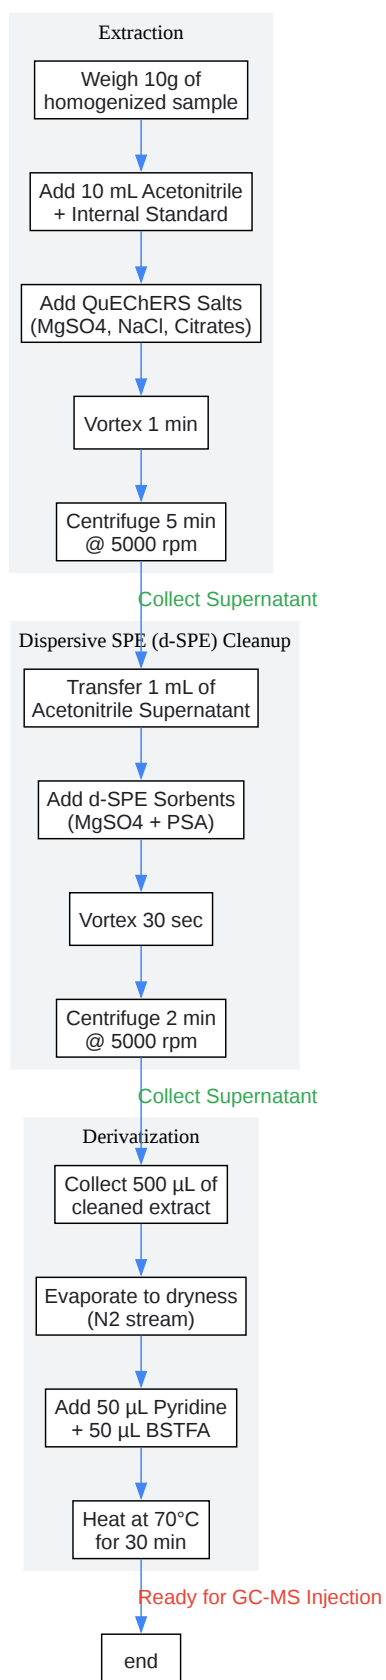 Extraction
Weigh 10g of
homogenized sample
Add 10 mL Acetonitrile
+ Internal Standard
Add QuEChERS Salts
(MgSO4, NaCl, Citrates)
Vortex 1 min
Centrifuge 5 min
@ 5000 rpm
Collect Supernatant
Dispersive SPE (d-SPE) Cleanup
Transfer 1 mL of
Acetonitrile Supernatant
Add d-SPE Sorbents
(MgSO4 + PSA)
Vortex 30 sec
Centrifuge 2 min
@ 5000 rpm
Collect Supernatant
Derivatization
Collect 500 µL of
cleaned extract
Evaporate to dryness
(N2 stream)
Add 50 µL Pyridine
+ 50 µL BSTFA
Heat at 70°C
for 30 min
Ready for GC-MS Injection
end